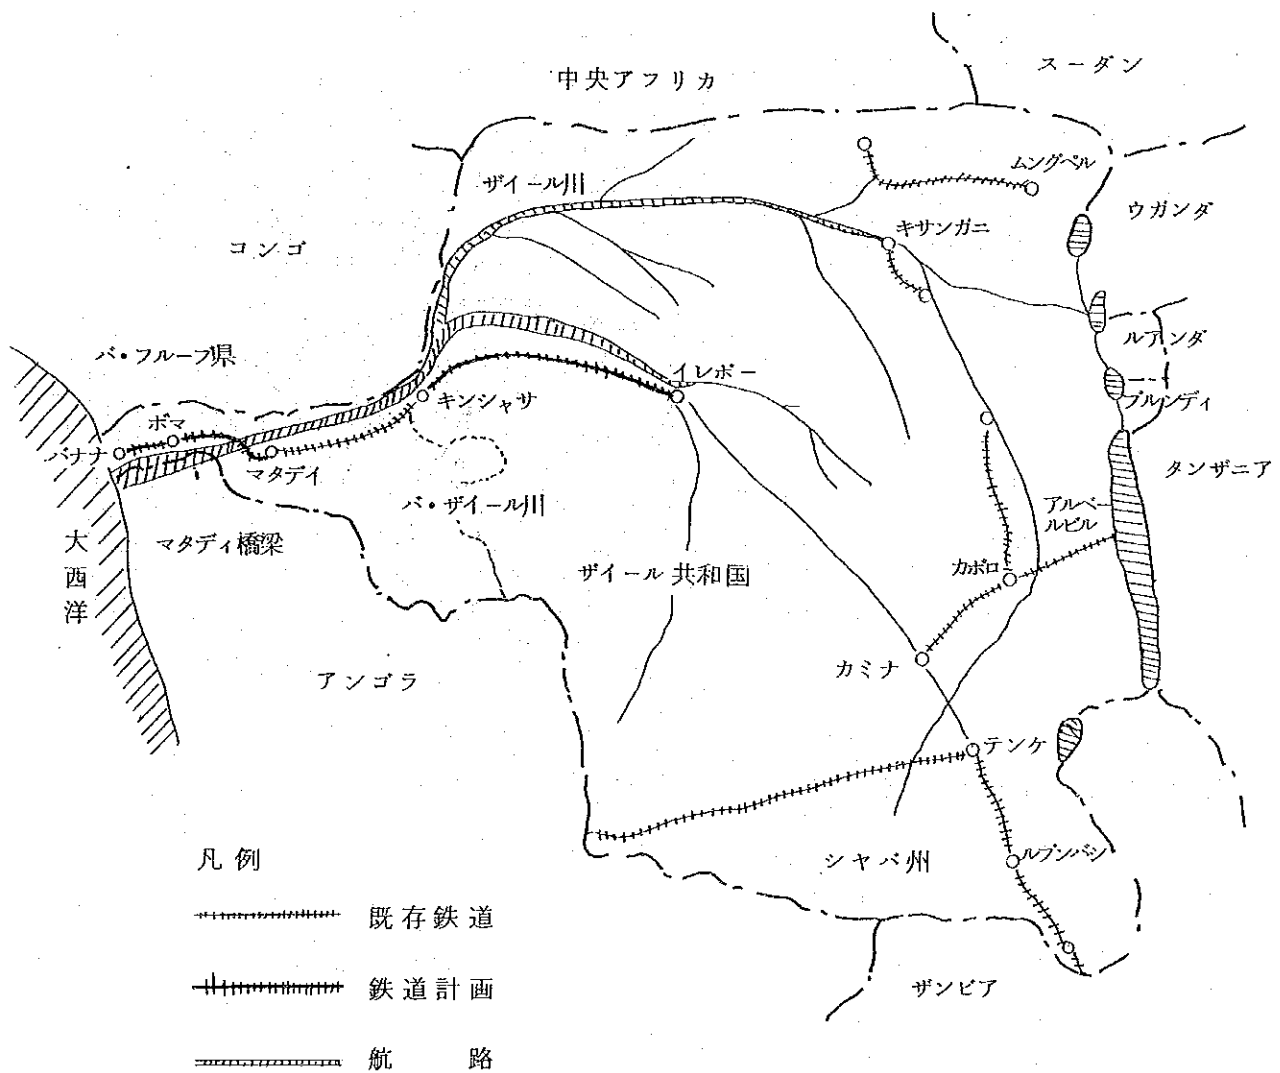 スーダン
中央アフリカ
ムングペル
ザイール川
ウガンダ
キサンガニ
コンゴ
ルアンダ
バ・フルーブ県
イレボー
ブルンディ
キンシャサ
ボマ
バナナ
マタデイ
タンザニア
バ・ザイール川
アルベー
ルビル
マタディ橋梁
大西洋
カボロ
ザイール共和国
カミナ
アンゴラ
テンケ
シヤバ州
ルブンバシ
凡例
既存鉄道
鉄道計画
ザンビア
航路